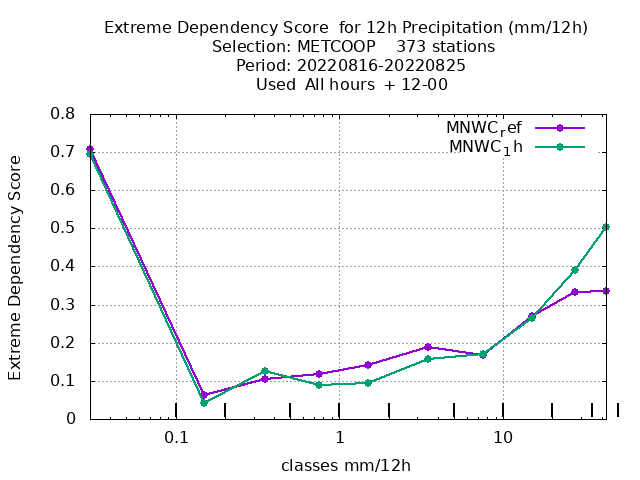 Extreme Dependency Score  for 12h Precipitation (mm/12h)
Selection: METCOOP    373 stations
Period: 20220816-20220825
Used  All hours  + 12-00
MNWCref
MNWC1h
0.8
0.7
0.6
0.5
0.4
0.3
0.2
0.1
0
Extreme Dependency Score
0.1 1 10
classes mm/12h